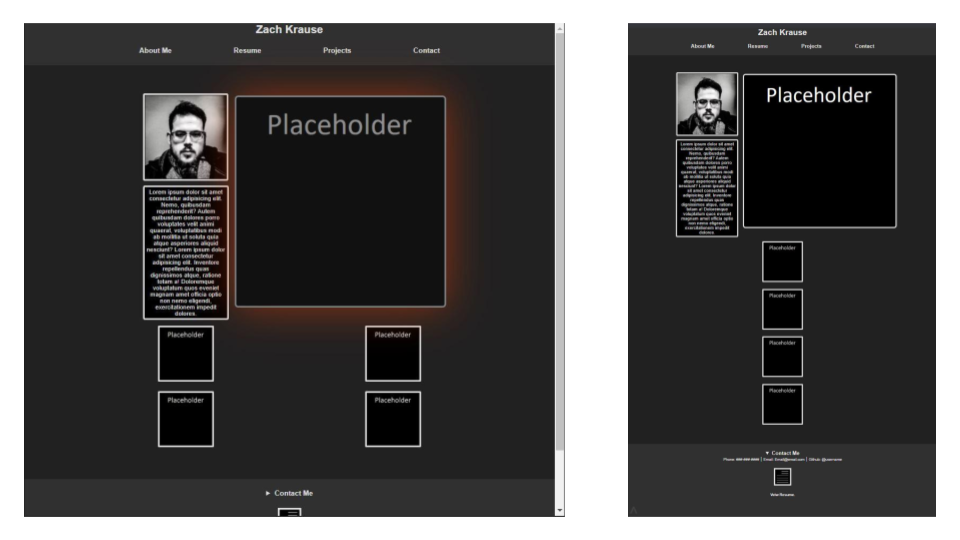 Zach Krause
About Me Resume Projects Contact
Placeholder
Lorem ipsum dolor sit amet
consectetur adipisicing elit.
Nemo, quibusdam
reprehenderit? Autem
quibusdam dolores porro
voluptates velit animi
quaerat, voluptatibus modi
ab mollitia ut soluta quia
atque asperiores aliquid
nesciunt? Lorem ipsum dolor
sit amet consectetur
adipisicing elit. Inventore
repellendus quas
dignissimos atque, ratione
totam a! Doloremque
voluptatum quos eveniet
magnam amet officia optio
non nemo eligendi,
exercitationem impedit
dolores.
Placeholder Placeholder
Placeholder Placeholder
► Contact Me
Zach Krause
About Me Resume Projects Contact
Placeholder
Lorem ipsum dolor sit amet
consectetur adipisicing elit.
Nemo, quibusdam
reprehenderit? Autem
quibusdam dolores porro
voluptates velit animi
quaerat, voluptatibus modi
ab mollitia ut soluta quia
atque asperiores aliquid
nesciunt? Lorem ipsum dolor
sit amet consectetur
adipisicing elit. Inventore
repellendus quas
dignissimos atque, ratione
totam a! Doloremque
voluptatum quos eveniet
magnam amet officia optio
non nemo eligendi,
exercitationem impedit
dolores.
Placeholder
Placeholder
Placeholder
Placeholder
▼ Contact Me
Phone: ###-###-#### | Email: Email@email.com | Github: @username
View Resume